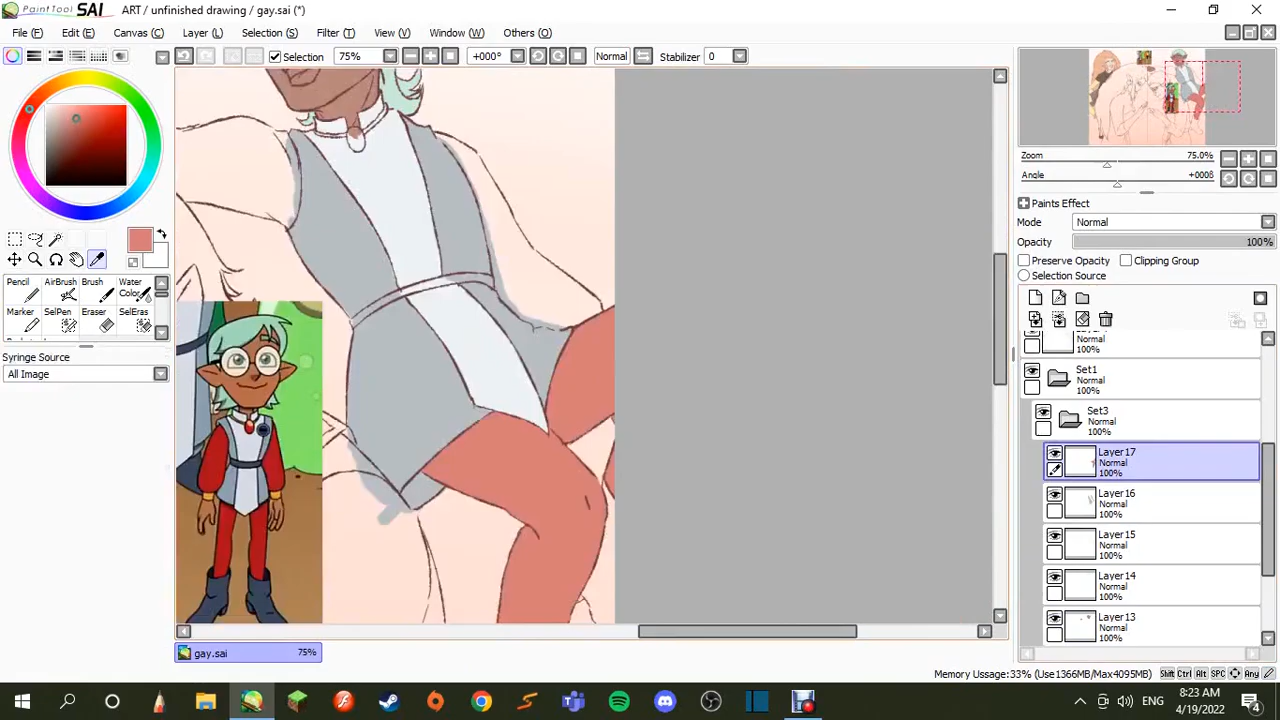 PaintTool SAI ART / unfinished drawing / gay.sai (*)
File (F) Edit (E) Canvas (C) Layer (L) Selection (S) Filter (T) View (V) Window (W) Others (O)
Selection 75% +000° Normal Stabilizer 0
Zoom 75.0%
Angle +000
Paints Effect
Mode Normal
Opacity 100%
Preserve Opacity Clipping Group
Selection Source
Pencil AirBrush Brush Water Color
Marker SelPen Eraser SelEras
Syringe Source
All Image
100%
Set1
Normal
100%
Set3
100%
Layer17
Normal
100%
Layer16
Normal
100%
Layer15
Normal
100%
Layer14
Normal
100%
Layer13
Normal
100%
gay.sai 75%
Memory Usage:33% (Use1366MB/Max4095MB) Shift Ctrl Alt SPC Any
ENG 8:23 AM
4/19/2022 4